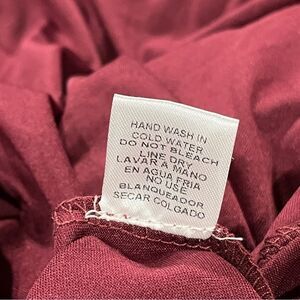 HAND WASH IN
COLD WATER
DO NOT BLEACH
LINE DRY
LAVAR À MANO
EN AGUA FRIA
NO USE
BLANQUEADOR
SECAR COLGADO